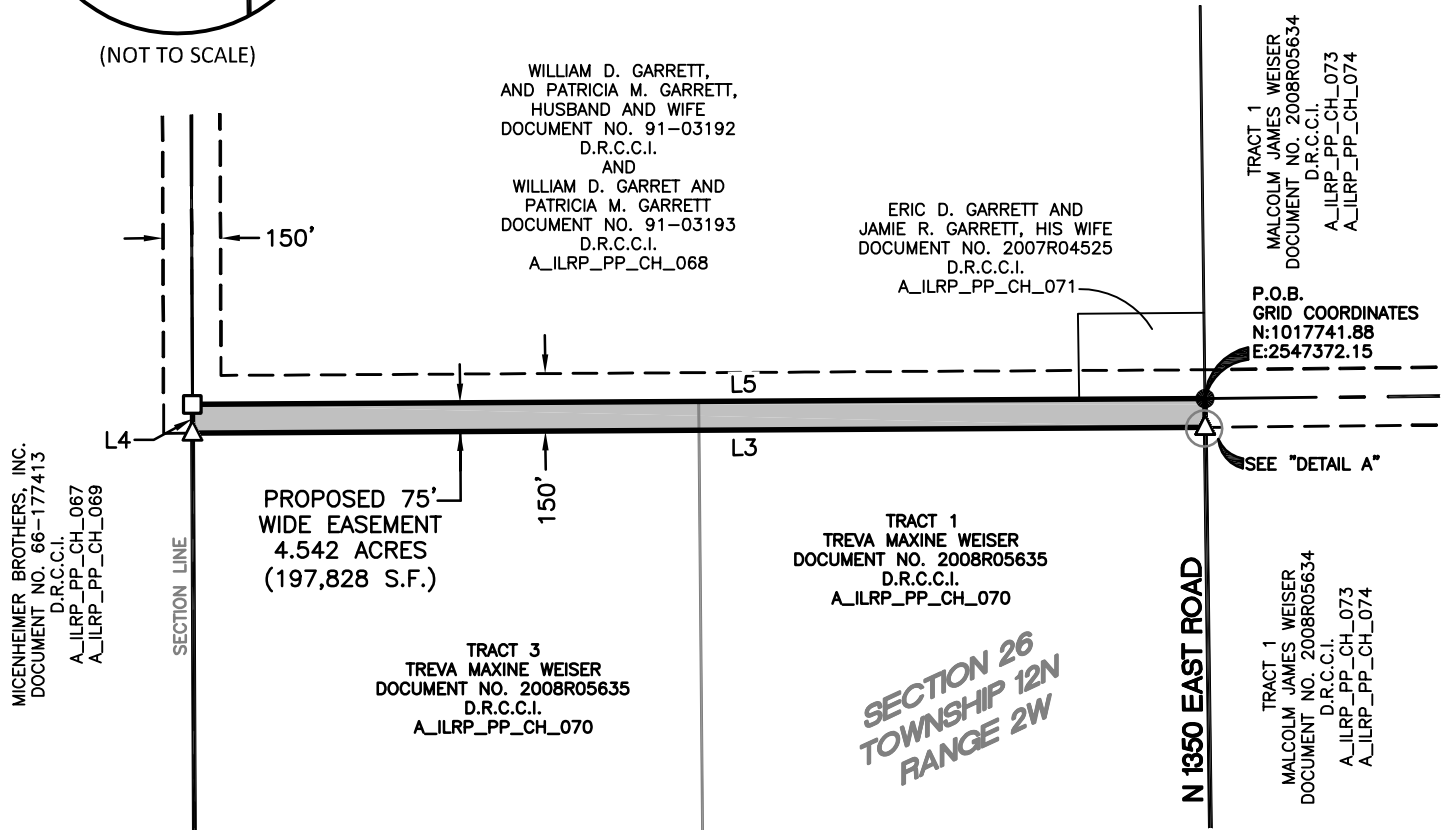 (NOT TO SCALE)
WILLIAM D. GARRETT,
AND PATRICIA M. GARRETT,
HUSBAND AND WIFE
DOCUMENT NO. 91-03192
D.R.C.C.I.
AND
WILLIAM D. GARRET AND
PATRICIA M. GARRETT
DOCUMENT NO. 91-03193
D.R.C.C.I.
A_ILRP_PP_CH_068
TRACT 1
MALCOLM JAMES WEISER
DOCUMENT NO. 2008R05634
D.R.C.C.I.
A_ILRP_PP_CH_073
A_ILRP_PP_CH_074
150'
ERIC D. GARRETT AND
JAMIE R. GARRETT, HIS WIFE
DOCUMENT NO. 2007R04525
D.R.C.C.I.
A_ILRP_PP_CH_071
P.O.B.
GRID COORDINATES
N:1017741.88
E:2547372.15
L5
L4
L3
SEE "DETAIL A"
MICENHEIMER BROTHERS, INC.
DOCUMENT NO. 66-177413
D.R.C.C.I.
A_ILRP_PP_CH_067
A_ILRP_PP_CH_069
SECTION LINE
PROPOSED 75'
WIDE EASEMENT
4.542 ACRES
(197,828 S.F.)
150'
TRACT 1
TREVA MAXINE WEISER
DOCUMENT NO. 2008R05635
D.R.C.C.I.
A_ILRP_PP_CH_070
TRACT 3
TREVA MAXINE WEISER
DOCUMENT NO. 2008R05635
D.R.C.C.I.
A_ILRP_PP_CH_070
SECTION 26
TOWNSHIP 12N
RANGE 2W
N 1350 EAST ROAD
TRACT 1
MALCOLM JAMES WEISER
DOCUMENT NO. 2008R05634
D.R.C.C.I.
A_ILRP_PP_CH_073
A_ILRP_PP_CH_074